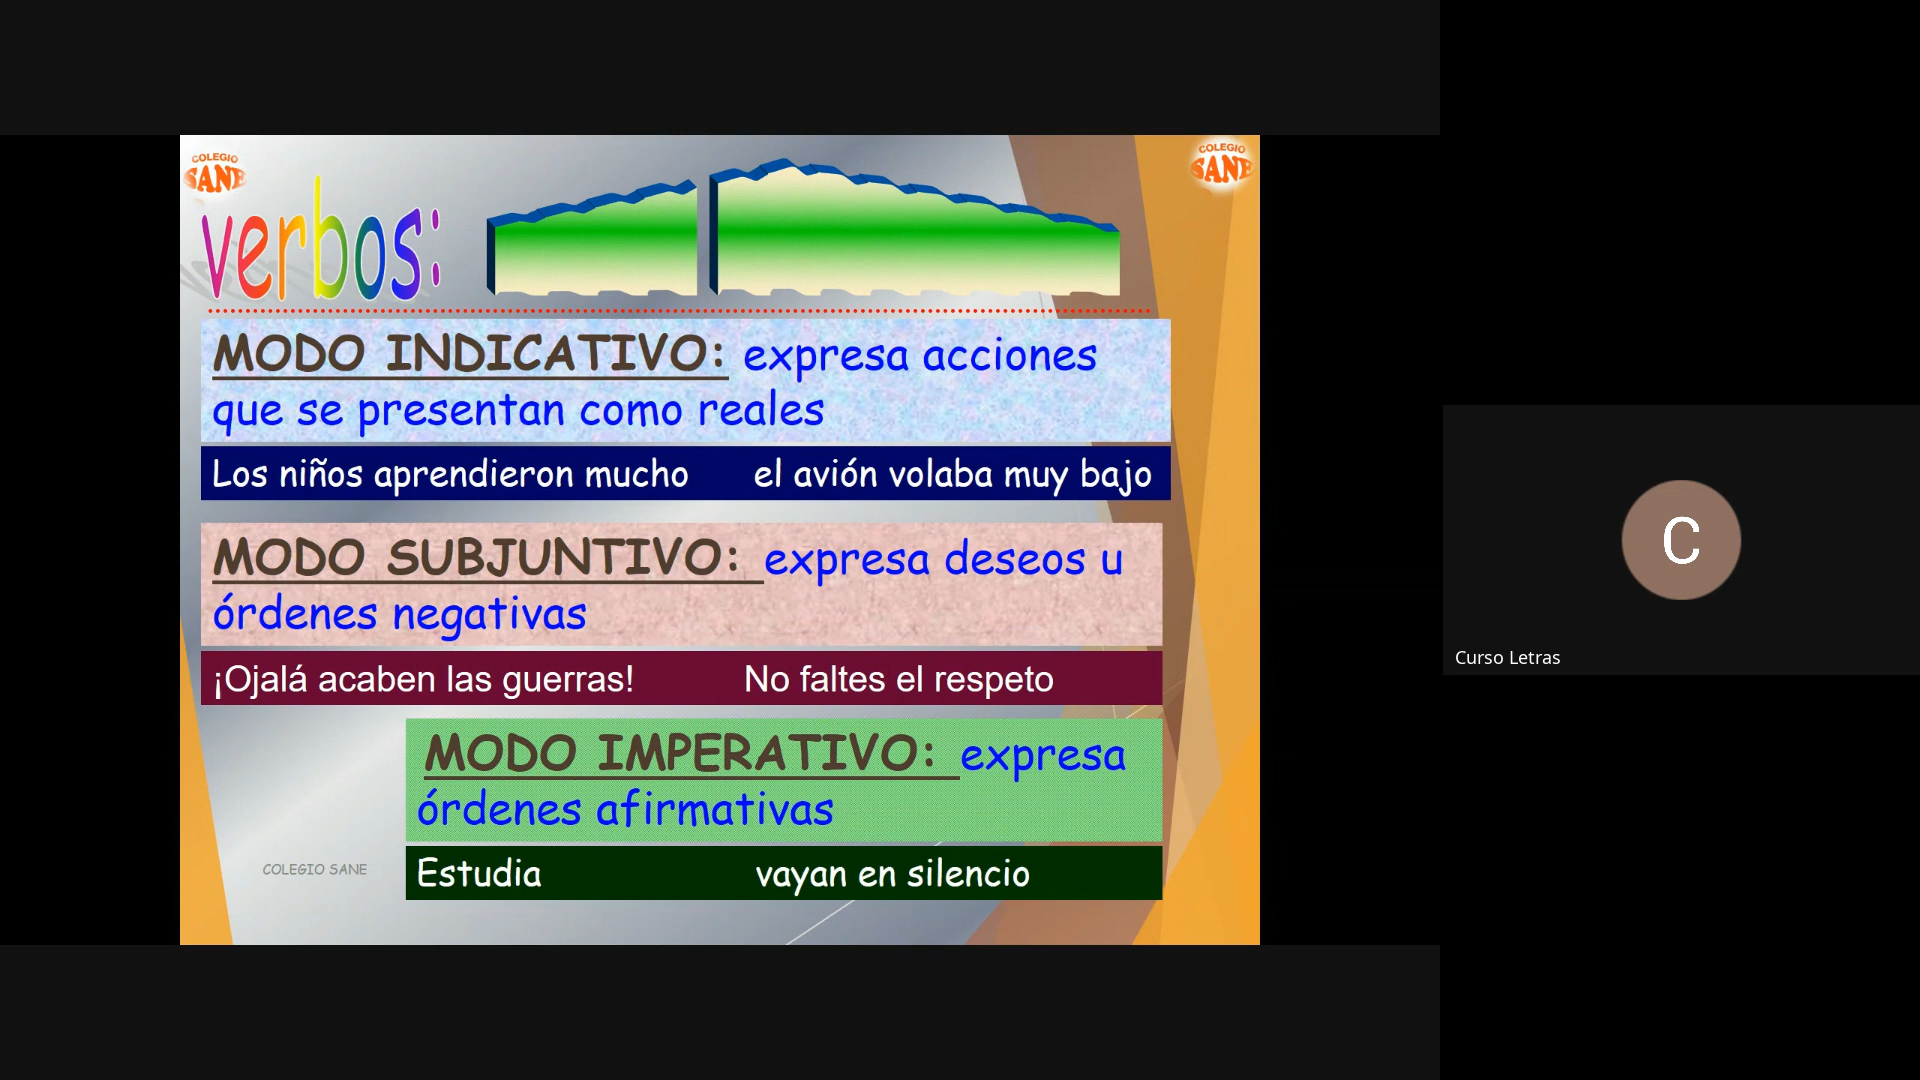 COLEGIO
SANE
COLEGIO
SANE
verbos:
MODO INDICATIVO: expresa acciones
que se presentan como reales
Los niños aprendieron mucho el avión volaba muy bajo
MODO SUBJUNTIVO: expresa deseos u
órdenes negativas
¡Ojalá acaben las guerras! No faltes el respeto
MODO IMPERATIVO: expresa
órdenes afirmativas
Estudia vayan en silencio
COLEGIO SANE
C
Curso Letras